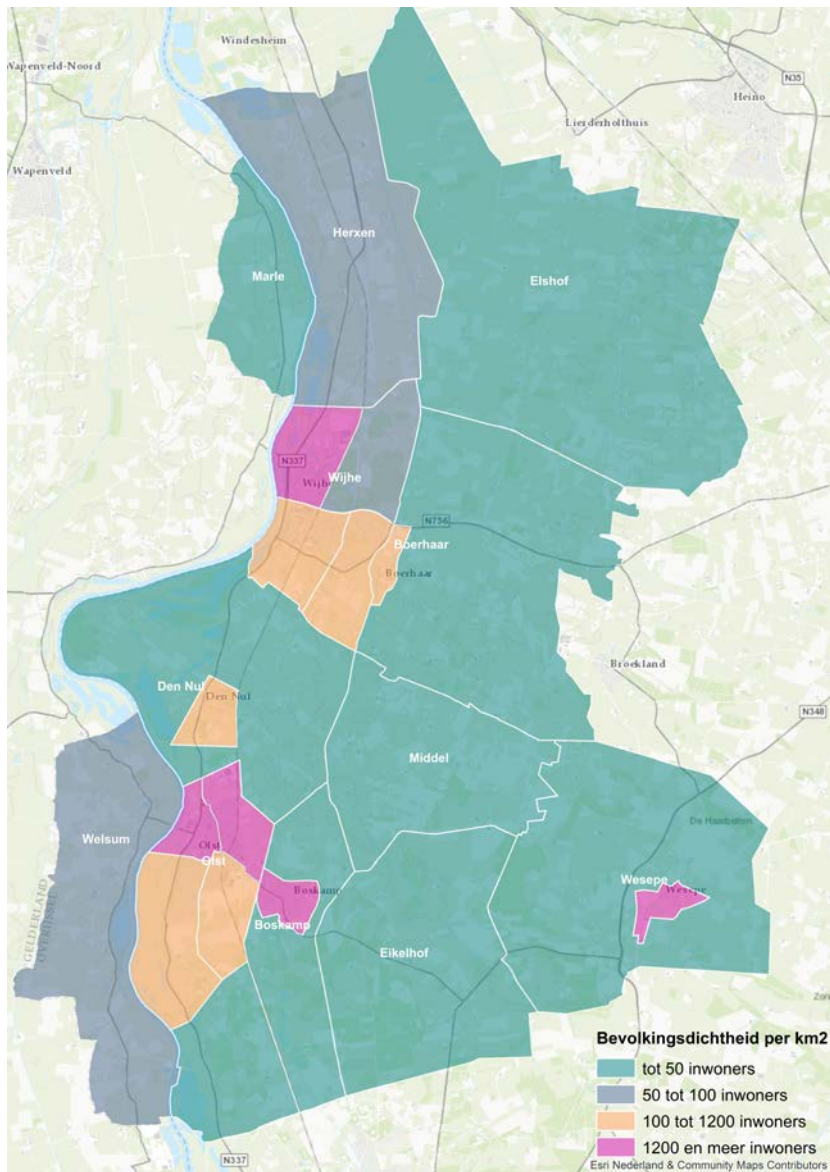 Windesheim
Wapenveld-Noord
N35
Heino
Lierderholthuis
Wapenveld
Herxen
Marle
Elshof
N337
Wijhe
Wijhe
N756
Boerhaar
Boerhaar
Broekland
Den Nul
Den Nul
N348
Middel
De Haarbelten
Welsum
Olst
Olst
Wesepe
Wesepe
Boskamp
Boskamp
Eikelhof
GELDERLAND
OVERIJSSEL
Bevolkingsdichtheid per km2
tot 50 inwoners
50 tot 100 inwoners
100 tot 1200 inwoners
1200 en meer inwoners
N337
Esri Nederland & Community Maps Contributors